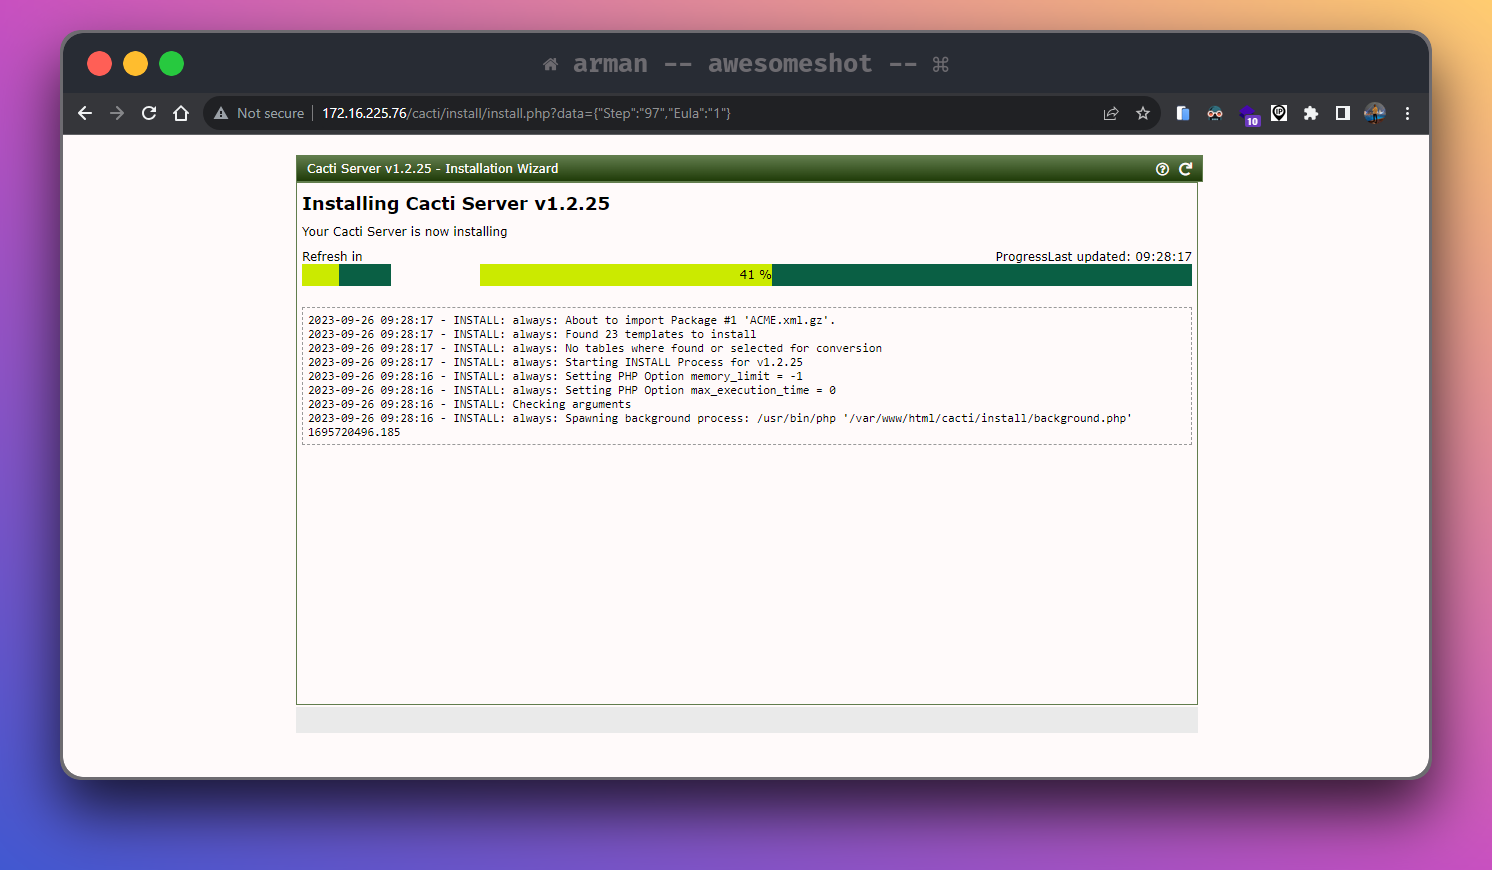 arman -- awesomeshot -- ⌘
Not secure 172.16.225.76/cacti/install/install.php?data={"Step":"97","Eula":"1"}
10
Cacti Server v1.2.25 - Installation Wizard
Installing Cacti Server v1.2.25
Your Cacti Server is now installing
Refresh in ProgressLast updated: 09:28:17
41 %
2023-09-26 09:28:17 - INSTALL: always: About to import Package #1 'ACME.xml.gz'.
2023-09-26 09:28:17 - INSTALL: always: Found 23 templates to install
2023-09-26 09:28:17 - INSTALL: always: No tables where found or selected for conversion
2023-09-26 09:28:17 - INSTALL: always: Starting INSTALL Process for v1.2.25
2023-09-26 09:28:16 - INSTALL: always: Setting PHP Option memory_limit = -1
2023-09-26 09:28:16 - INSTALL: always: Setting PHP Option max_execution_time = 0
2023-09-26 09:28:16 - INSTALL: Checking arguments
2023-09-26 09:28:16 - INSTALL: always: Spawning background process: /usr/bin/php '/var/www/html/cacti/install/background.php'
1695720496.185